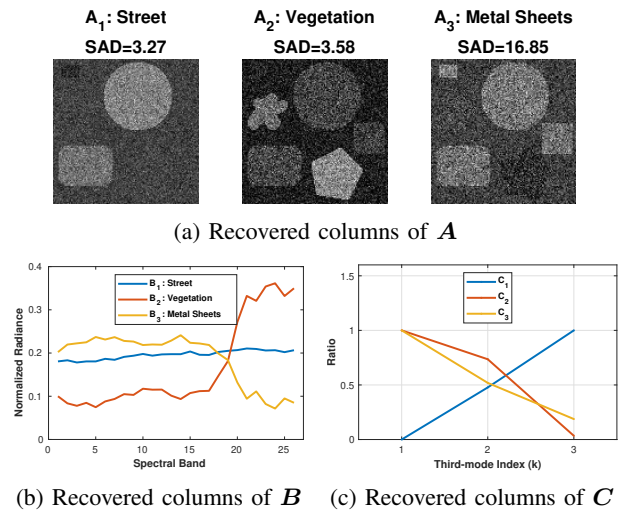 A1: Street
SAD=3.27
A2: Vegetation
SAD=3.58
A3: Metal Sheets
SAD=16.85
(a) Recovered columns of A
Normalized Radiance
0.4
0.3
0.2
0.1
0
B1: Street
B2: Vegetation
B3: Metal Sheets
0 5 10 15 20 25
Spectral Band
(b) Recovered columns of B
Ratio
1.5
1
0.5
0
C1
C2
C3
1 2 3
Third-mode Index (k)
(c) Recovered columns of C